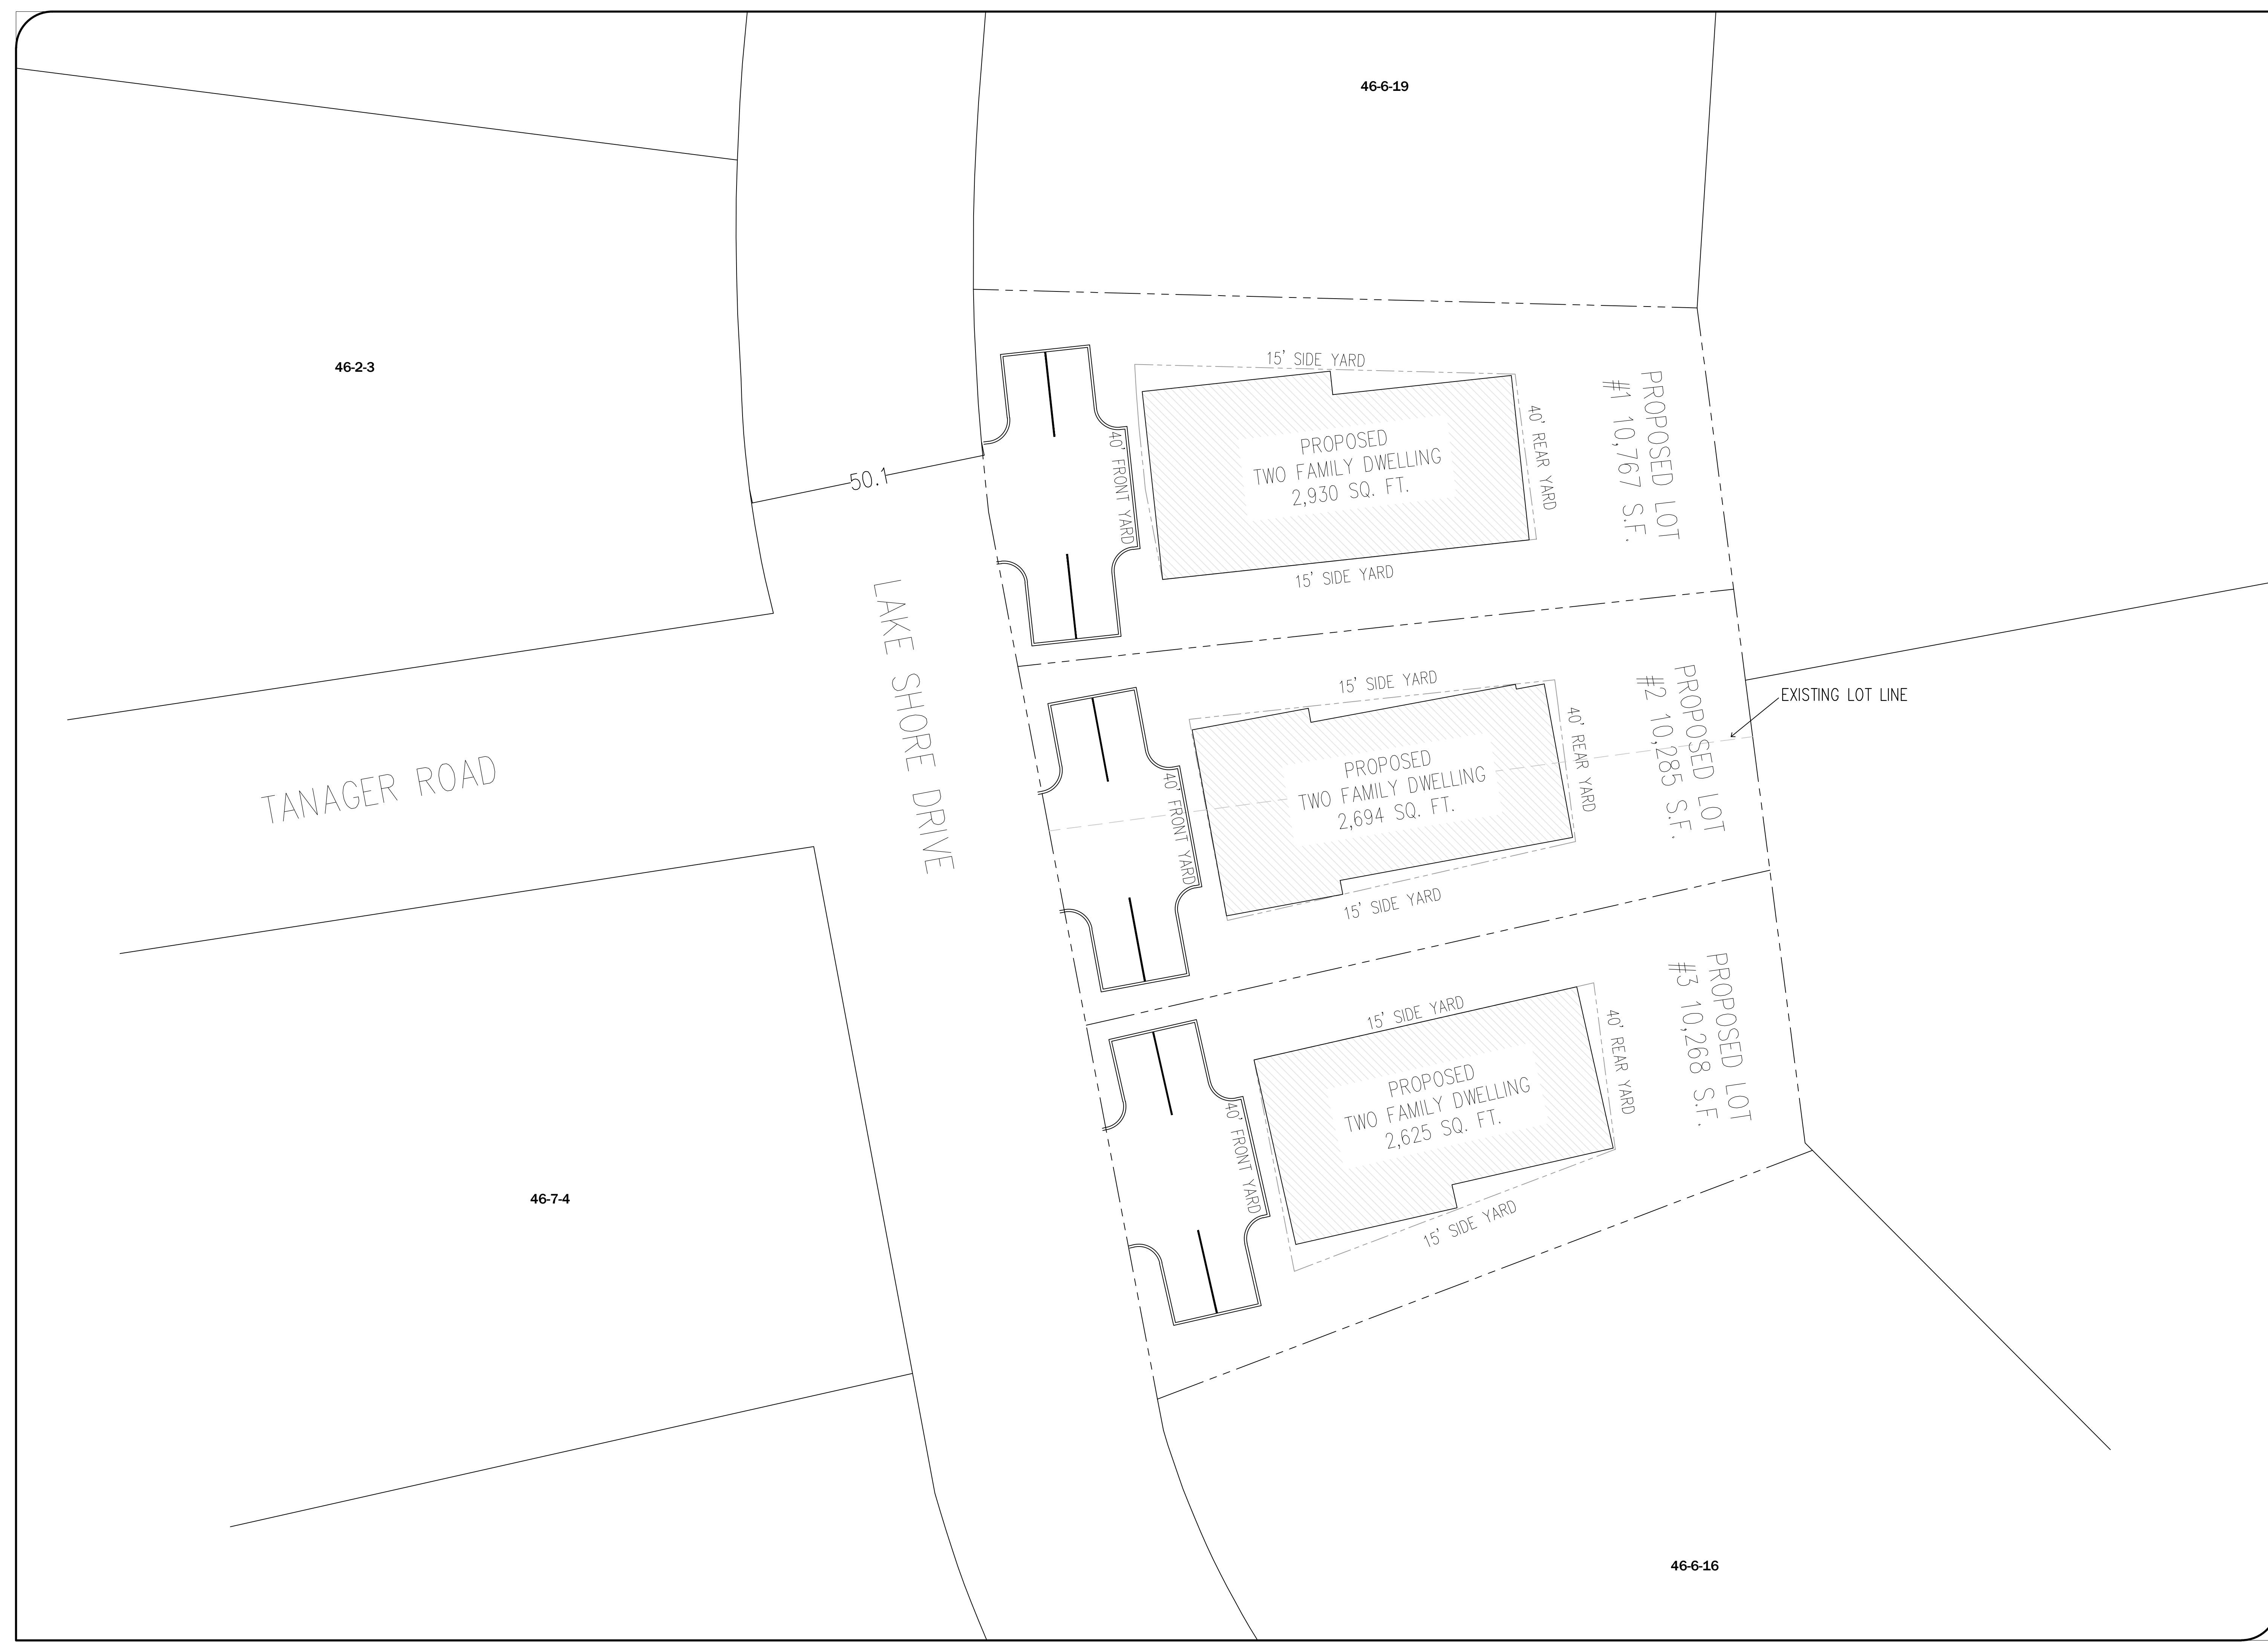 46-6-19
46-2-3
15' SIDE YARD
40' FRONT YARD
PROPOSED
TWO FAMILY DWELLING
2,930 SQ. FT.
40' REAR YARD
PROPOSED LOT
#1 10,767 S.F.
15' SIDE YARD
50.1
LAKE SHORE DRIVE
TANAGER ROAD
15' SIDE YARD
40' FRONT YARD
PROPOSED
TWO FAMILY DWELLING
2,694 SQ. FT.
40' REAR YARD
PROPOSED LOT
#2 10,285 S.F.
EXISTING LOT LINE
15' SIDE YARD
15' SIDE YARD
40' FRONT YARD
PROPOSED
TWO FAMILY DWELLING
2,625 SQ. FT.
40' REAR YARD
PROPOSED LOT
#3 10,268 S.F.
15' SIDE YARD
46-7-4
46-6-16